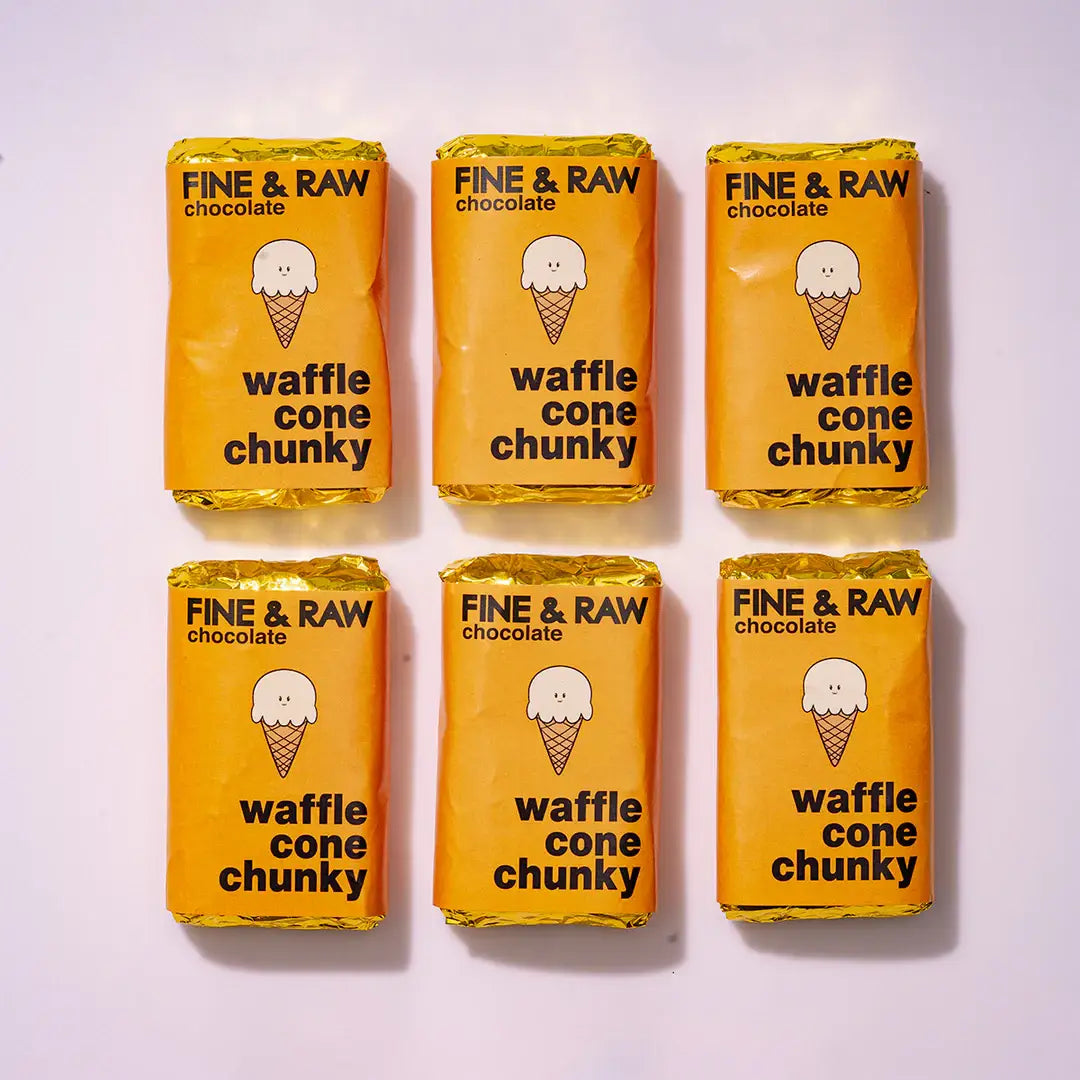 FINE & RAW
chocolate
waffle
cone
chunky
FINE & RAW
chocolate
waffle
cone
chunky
FINE & RAW
chocolate
waffle
cone
chunky
FINE & RAW
chocolate
waffle
cone
chunky
FINE & RAW
chocolate
waffle
cone
chunky
FINE & RAW
chocolate
waffle
cone
chunky